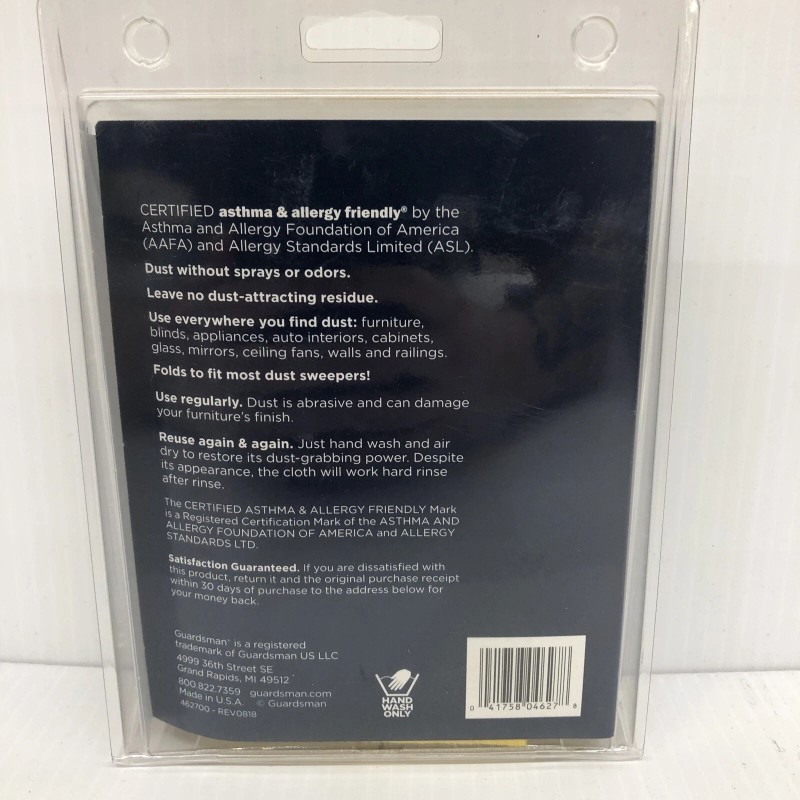 CERTIFIED asthma & allergy friendly® by the
Asthma and Allergy Foundation of America
(AAFA) and Allergy Standards Limited (ASL).
Dust without sprays or odors.
Leave no dust-attracting residue.
Use everywhere you find dust: furniture,
blinds, appliances, auto interiors, cabinets,
glass, mirrors, ceiling fans, walls and railings.
Folds to fit most dust sweepers!
Use regularly. Dust is abrasive and can damage
your furniture's finish.
Reuse again & again. Just hand wash and air
dry to restore its dust-grabbing power. Despite
its appearance, the cloth will work hard rinse
after rinse.
The CERTIFIED ASTHMA & ALLERGY FRIENDLY Mark
is a Registered Certification Mark of the ASTHMA AND
ALLERGY FOUNDATION OF AMERICA and ALLERGY
STANDARDS LTD.
Satisfaction Guaranteed. If you are dissatisfied with
this product, return it and the original purchase receipt
within 30 days of purchase to the address below for
your money back.
Guardsman® is a registered
trademark of Guardsman US LLC
4999 36th Street SE
Grand Rapids, MI 49512
800.822.7359 guardsman.com
Made in U.S.A. © Guardsman
462700 - REV0818
HAND
WASH
ONLY
0 41758 04627 8